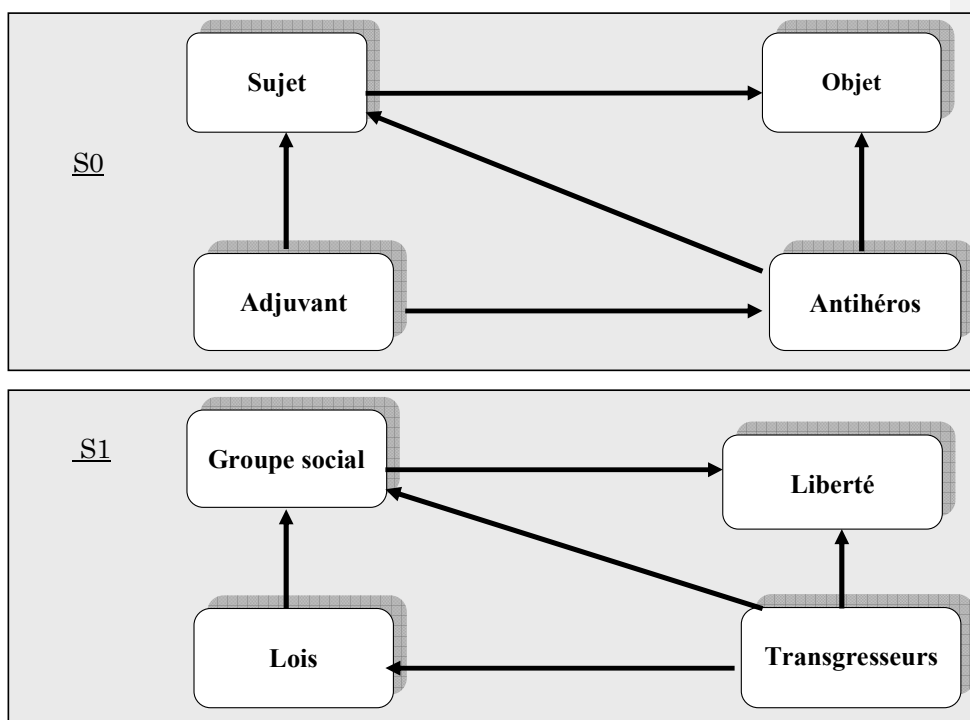 Sujet
Objet
S0
Adjuvant
Antihéros
S1
Groupe social
Liberté
Lois
Transgresseurs